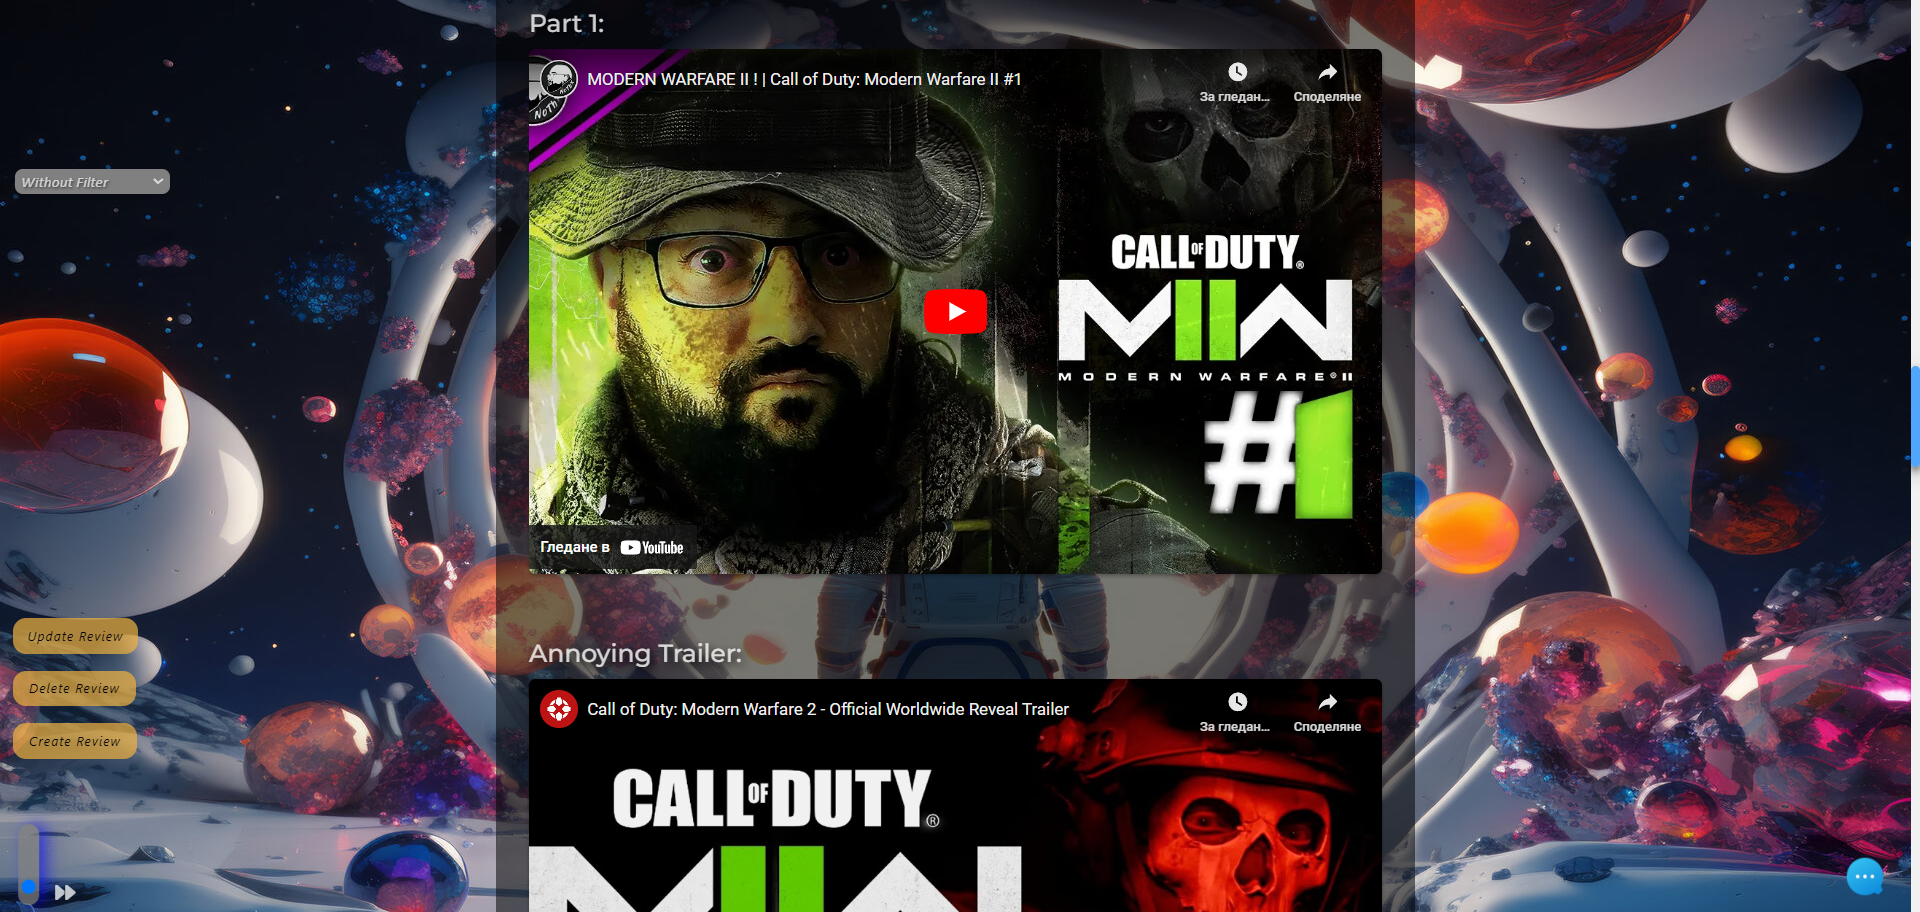 Part 1:
MODERN WARFARE II ! | Call of Duty: Modern Warfare II #1
За гледан...
Споделяне
NOTH
Without Filter
CALL OF DUTY®
MIIW
MODERN WARFARE® II
#1
Гледане в YouTube
Update Review
Annoying Trailer:
Delete Review
Call of Duty: Modern Warfare 2 - Official Worldwide Reveal Trailer
За гледан...
Споделяне
Create Review
CALL OF DUTY®
MIIW